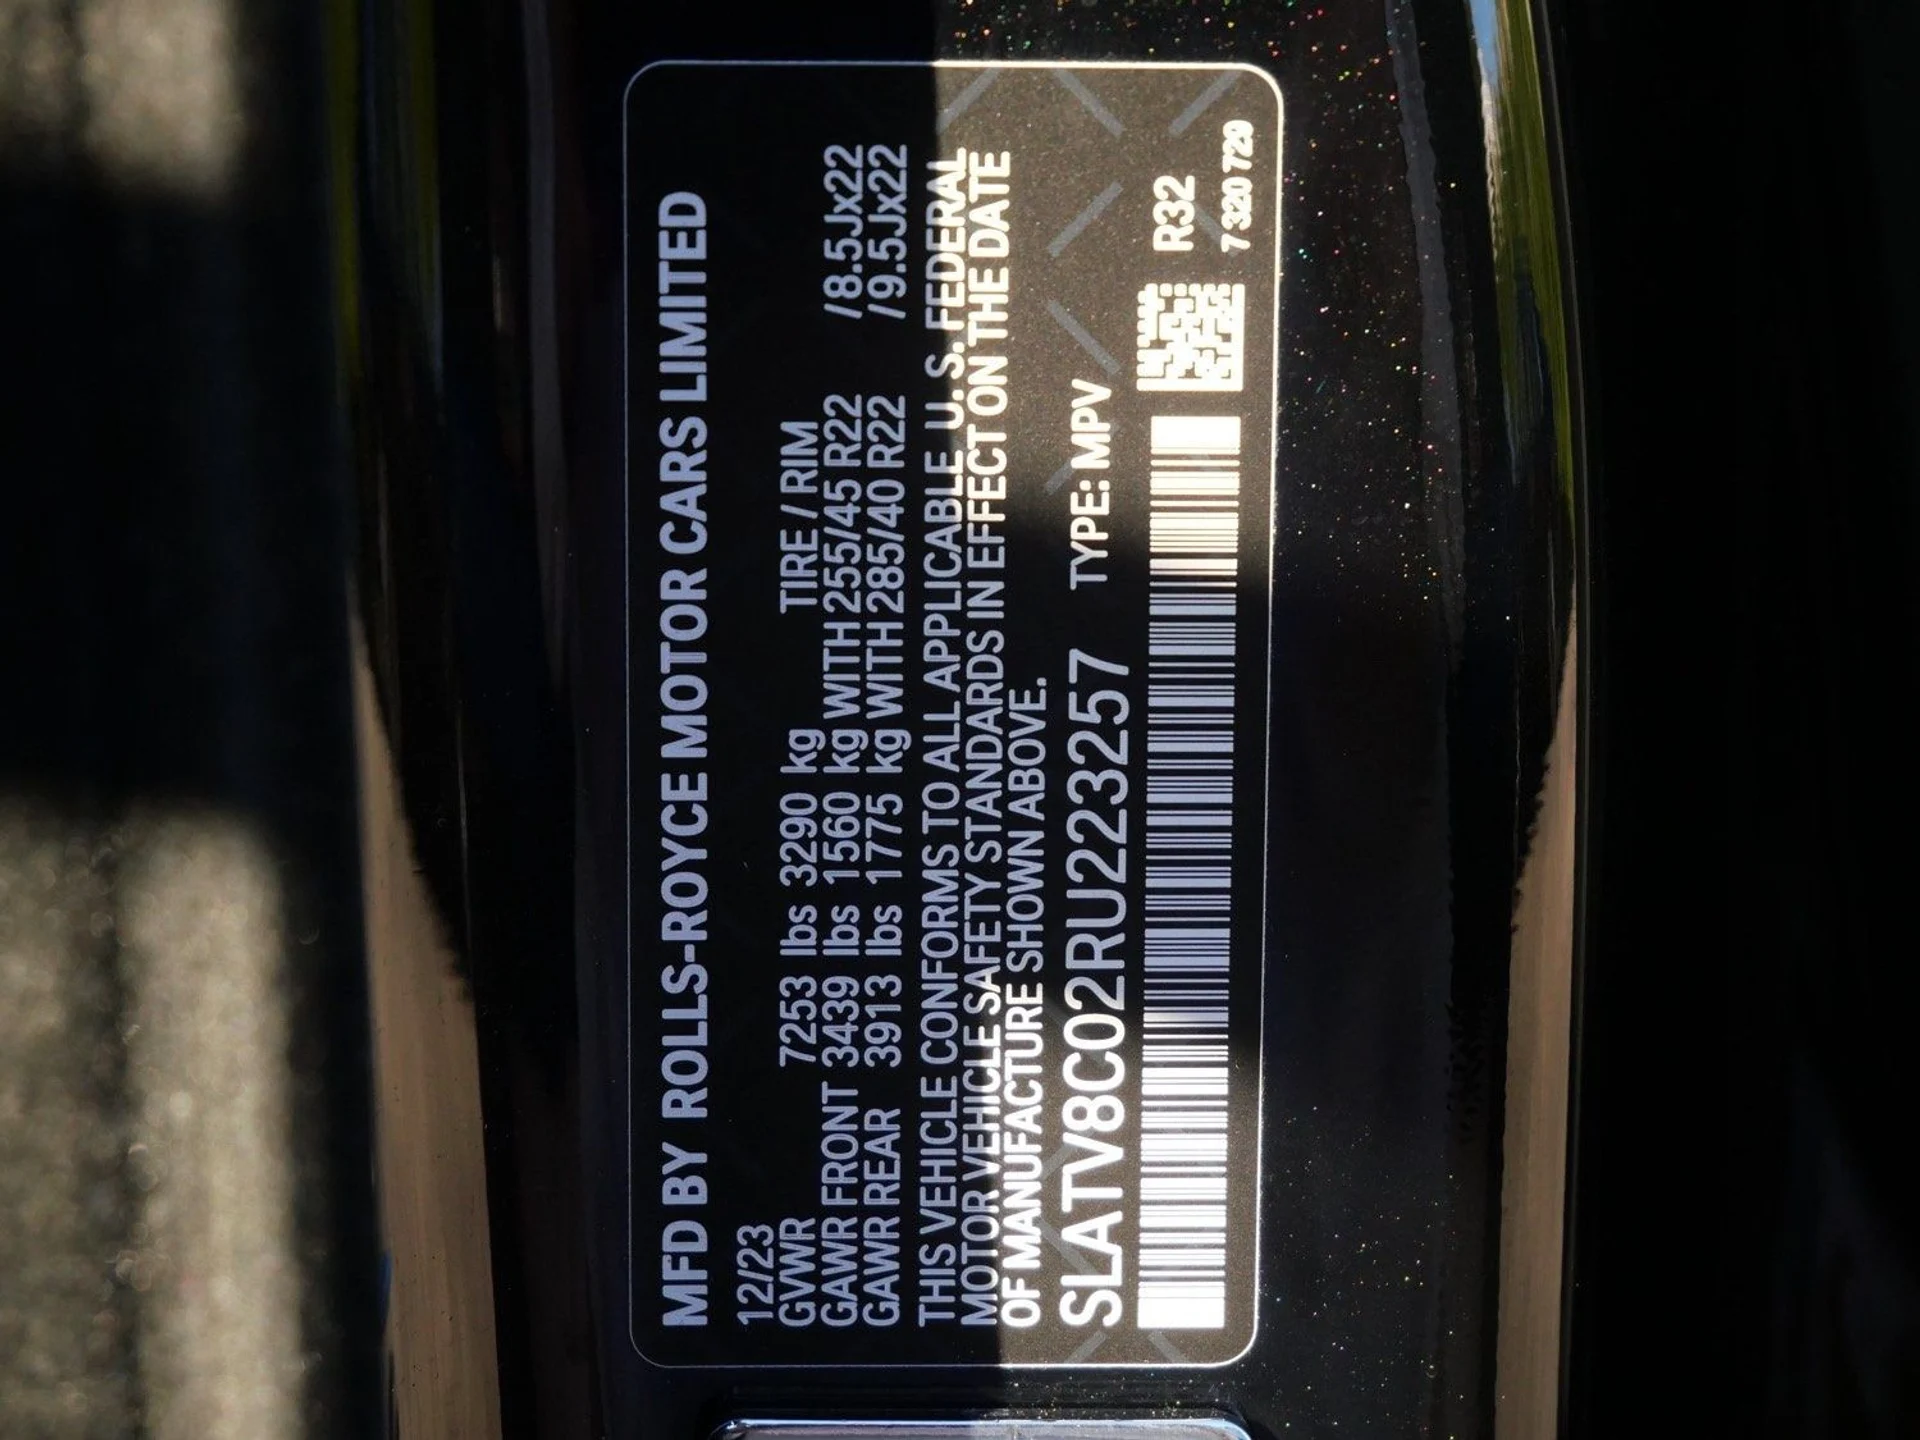 MFD BY ROLLS-ROYCE MOTOR CARS LIMITED
12/23
GVWR 7253 lbs 3290 kg TIRE / RIM
GAWR FRONT 3439 lbs 1560 kg WITH 255/45 R22 /8.5Jx22
GAWR REAR 3913 lbs 1775 kg WITH 285/40 R22 /9.5Jx22
THIS VEHICLE CONFORMS TO ALL APPLICABLE U.S. FEDERAL
MOTOR VEHICLE SAFETY STANDARDS IN EFFECT ON THE DATE
OF MANUFACTURE SHOWN ABOVE.
SLATV8C02RU223257 TYPE: MPV
R32
7 320 729